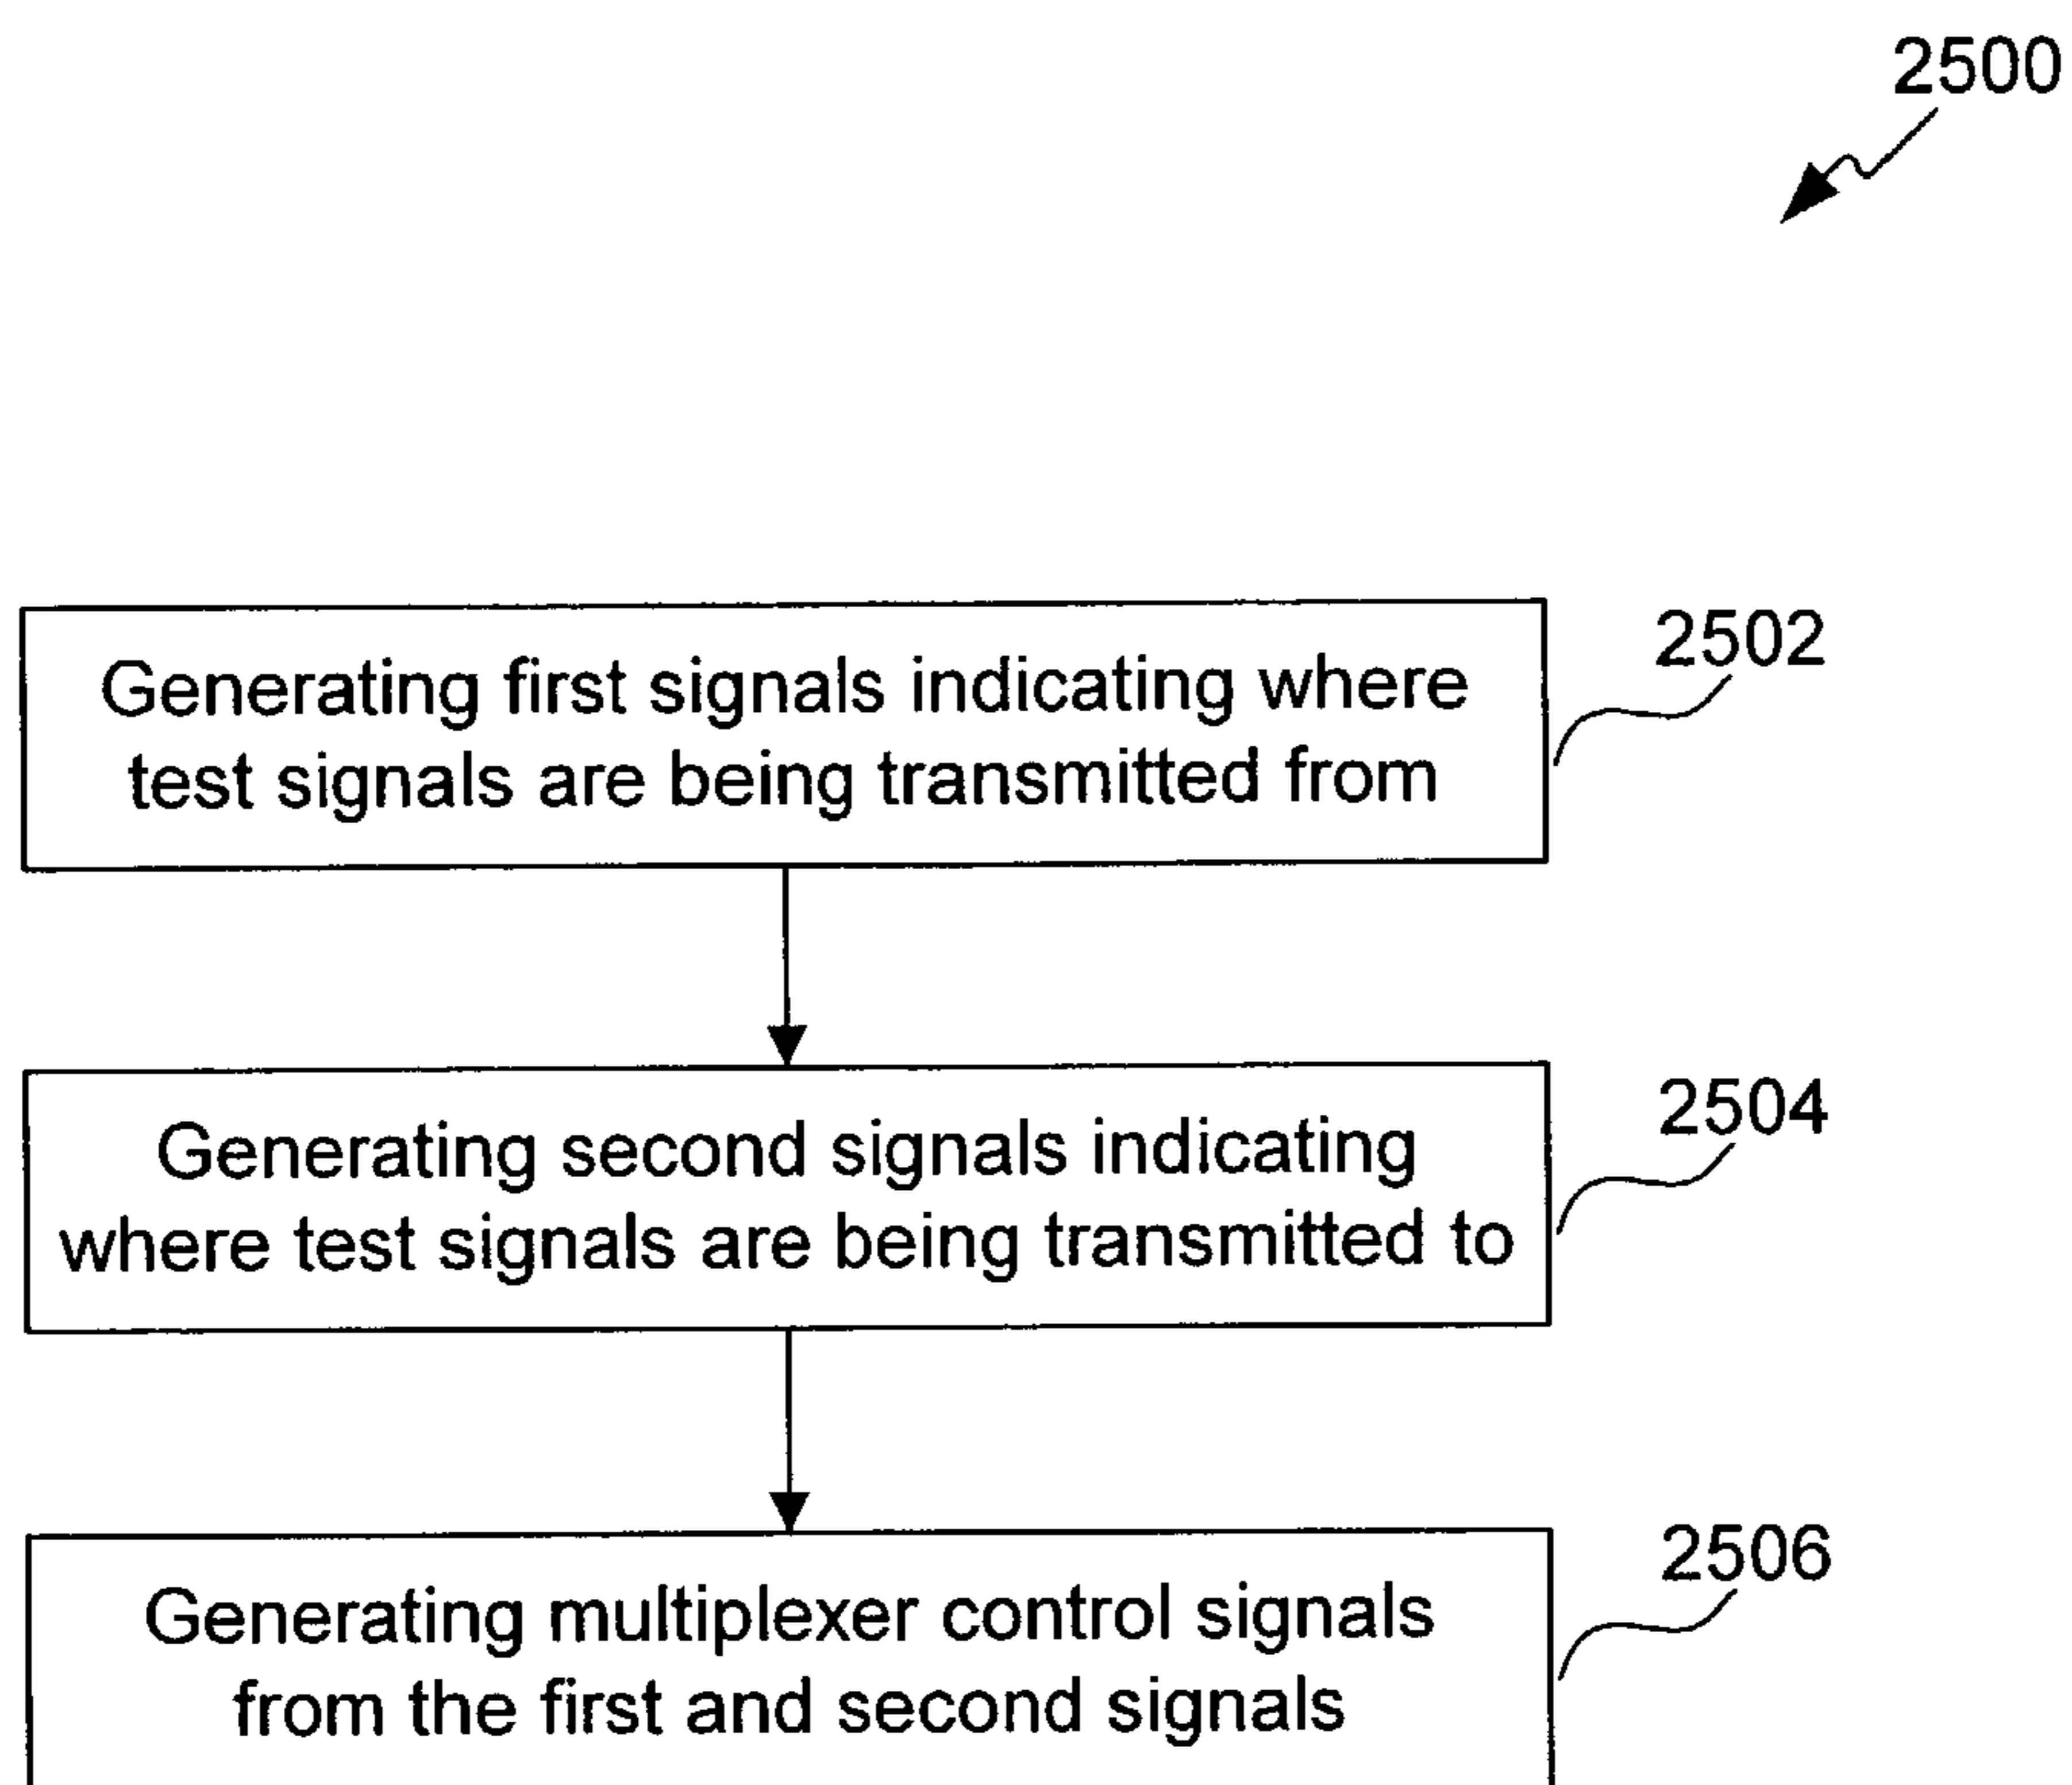 2500
Generating first signals indicating where
test signals are being transmitted from
2502
Generating second signals indicating
where test signals are being transmitted to
2504
Generating multiplexer control signals
from the first and second signals
2506